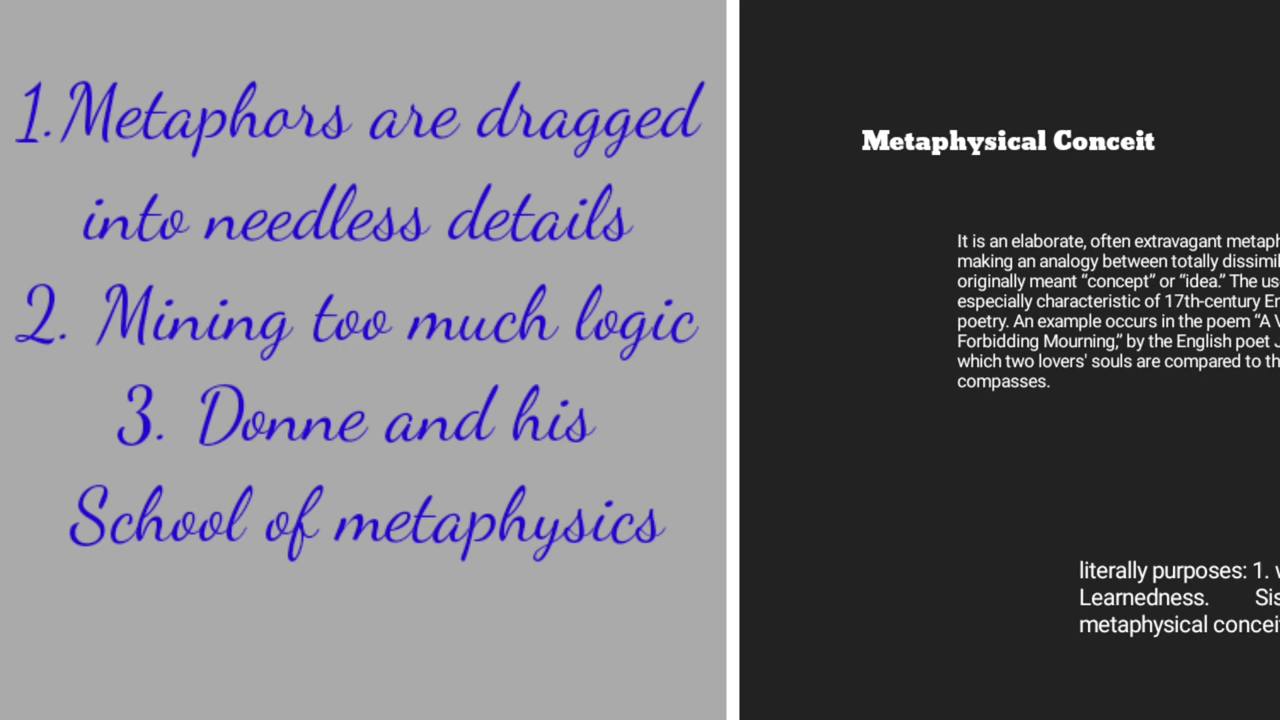 1.Metaphors are dragged
into needless details
2. Mining too much logic
3. Donne and his
School of metaphysics
Metaphysical Conceit
It is an elaborate, often extravagant
making an analogy between totally
originally meant “concept” or “idea.” The
especially characteristic of 17th-century
poetry. An example occurs in the poem “A
Forbidding Mourning,” by the English poet
which two lovers' souls are compared to
compasses.
literally purposes: 1.
Learnedness.
metaphysical